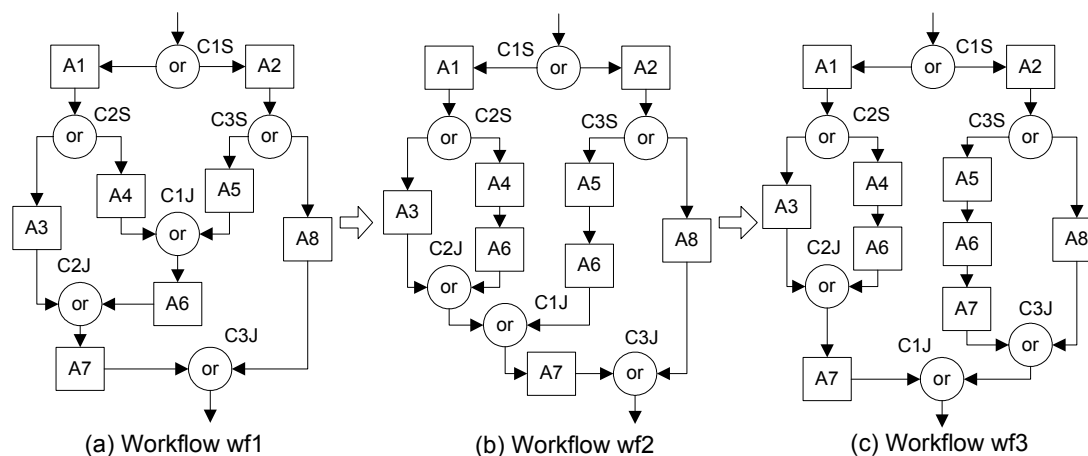 C1S
A1
or
A2
C2S
C3S
or
or
A4
A5
C1J
A3
or
A8
C2J
or
A6
C3J
A7
or
(a) Workflow wf1
C1S
A1
or
A2
C2S
C3S
or
or
A4
A5
A3
A8
C2J
A6
A6
or
C1J
or
C3J
A7
or
(b) Workflow wf2
C1S
A1
or
A2
C2S
C3S
or
or
A4
A5
A3
A8
C2J
A6
A6
or
A7
C3J
or
C1J
A7
or
(c) Workflow wf3